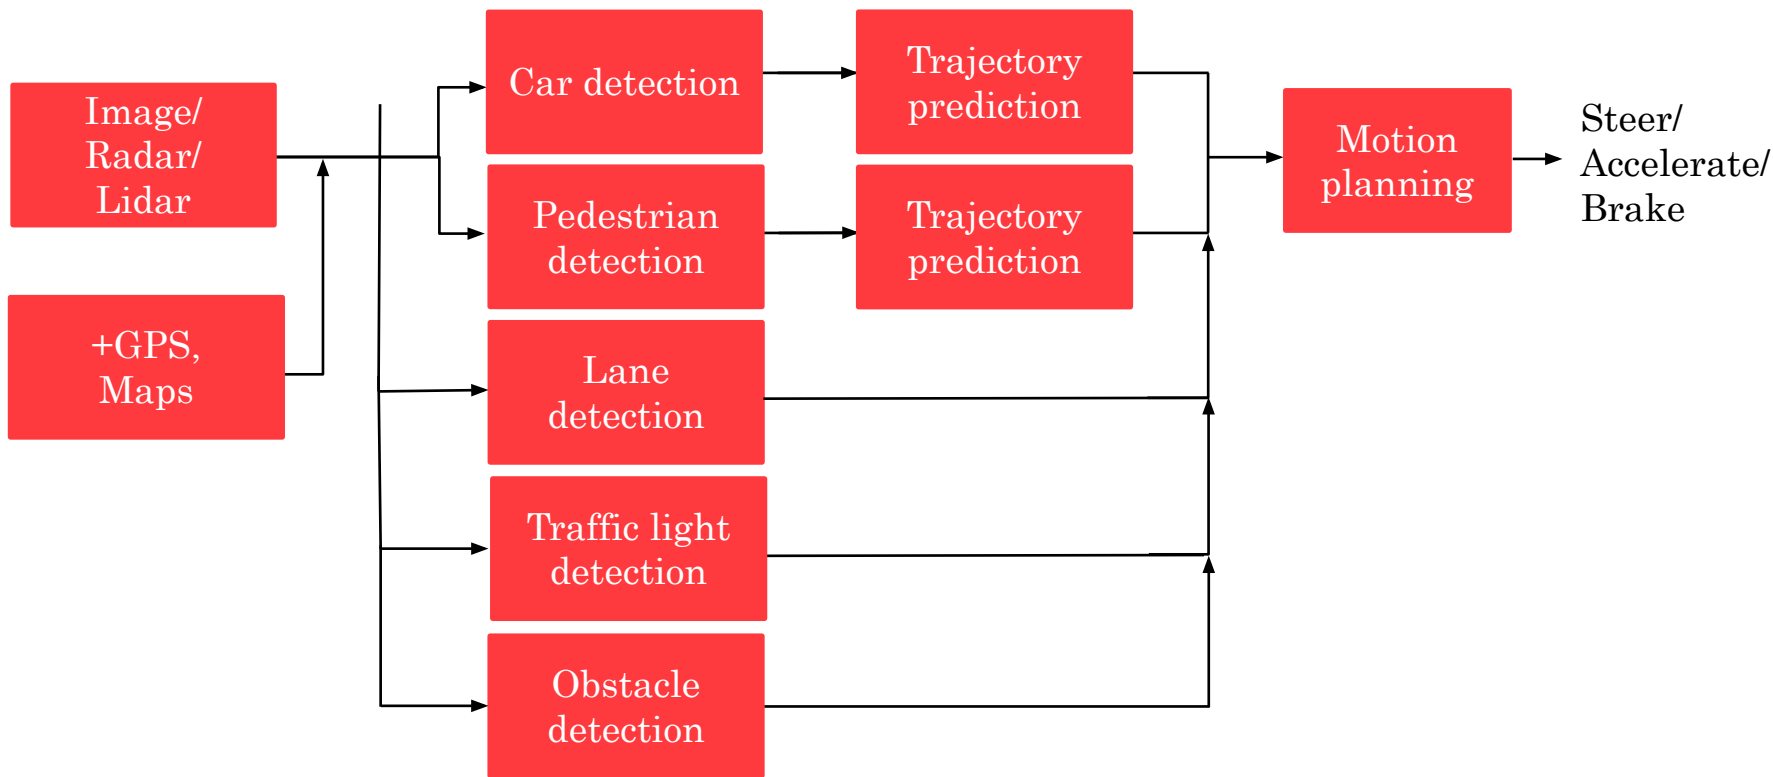 Image/
Radar/
Lidar
+GPS,
Maps
Car detection
Trajectory
prediction
Pedestrian
detection
Trajectory
prediction
Lane
detection
Traffic light
detection
Obstacle
detection
Motion
planning
Steer/
Accelerate/
Brake